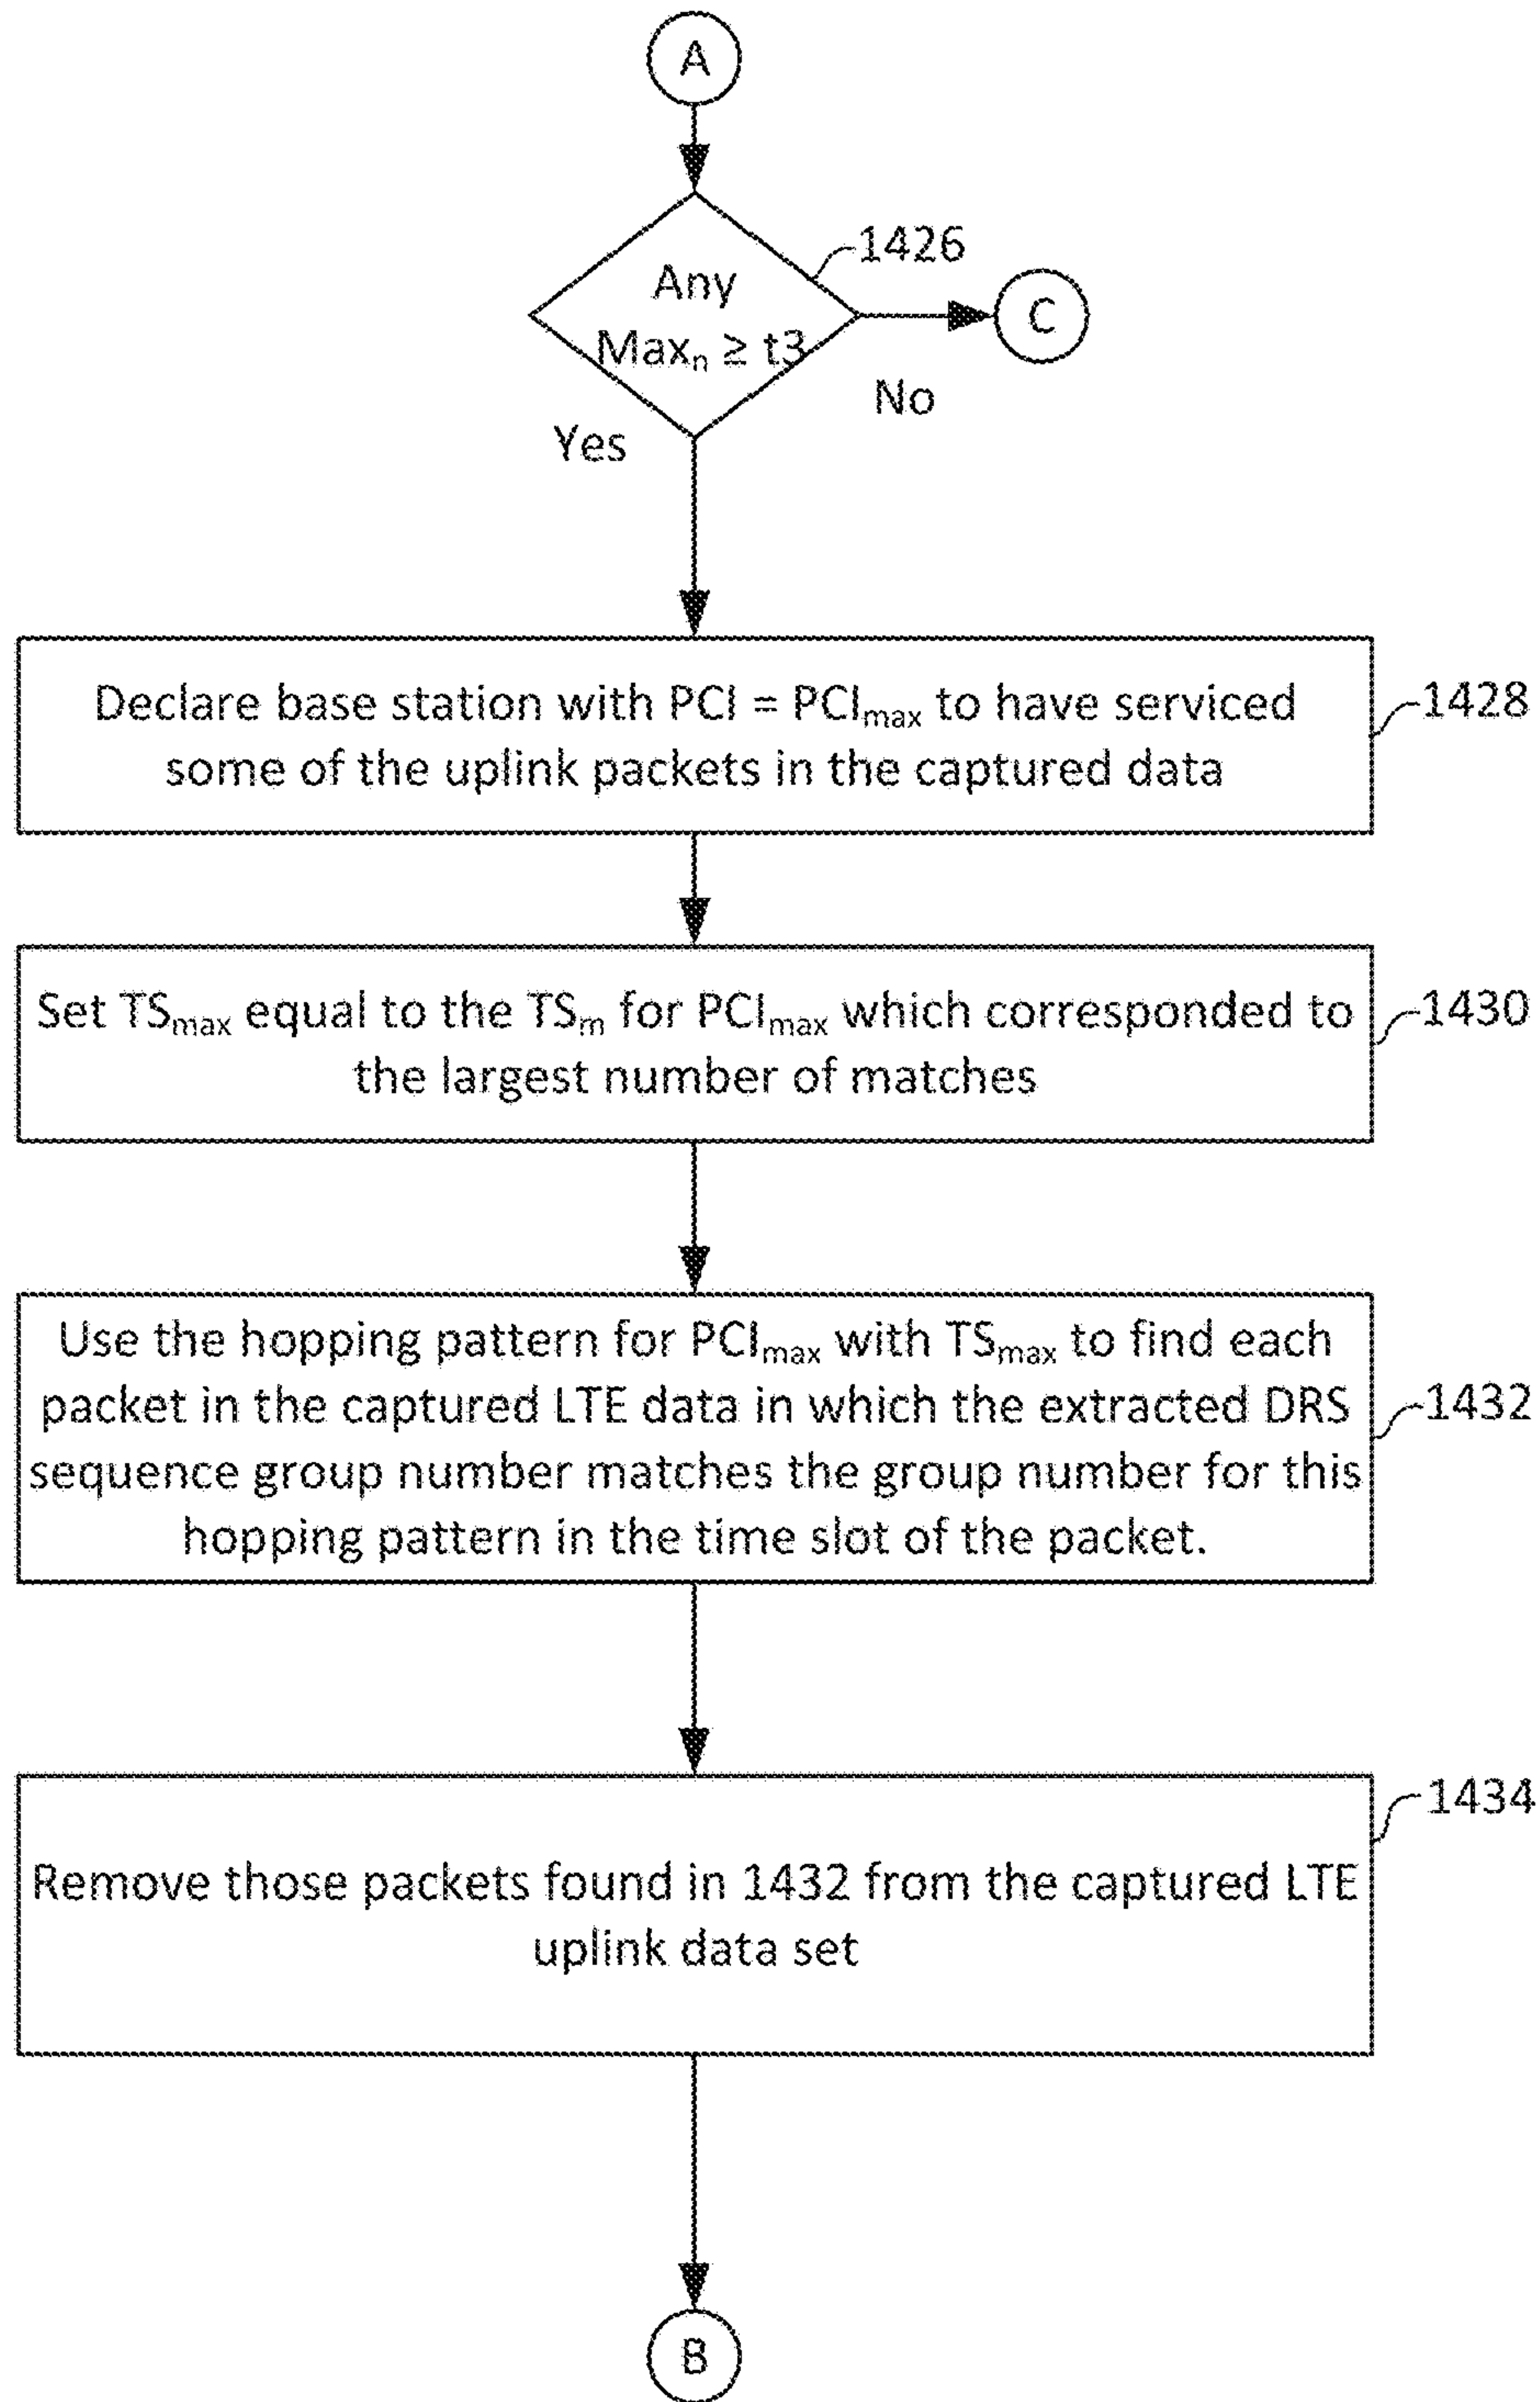 A
1426
Any
Maxₙ ≥ t3
C
No
Yes
Declare base station with PCI = PCIₘₐₓ to have serviced
some of the uplink packets in the captured data
1428
Set TSₘₐₓ equal to the TSₘ for PCIₘₐₓ which corresponded to
the largest number of matches
1430
Use the hopping pattern for PCIₘₐₓ with TSₘₐₓ to find each
packet in the captured LTE data in which the extracted DRS
sequence group number matches the group number for this
hopping pattern in the time slot of the packet.
1432
1434
Remove those packets found in 1432 from the captured LTE
uplink data set
B